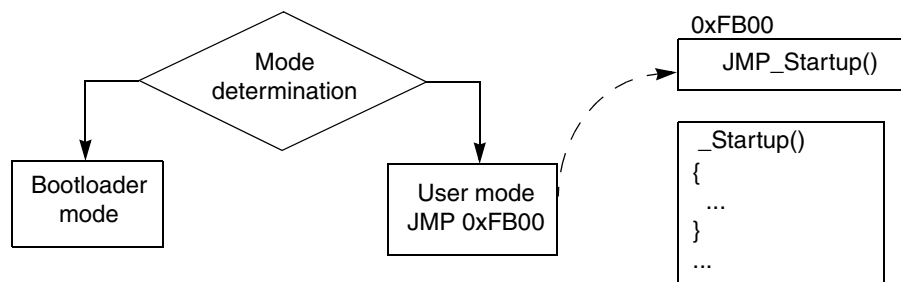 Mode
determination
Bootloader
mode
User mode
JMP 0xFB00
0xFB00
JMP_Startup()
_Startup()
{
...
}
...